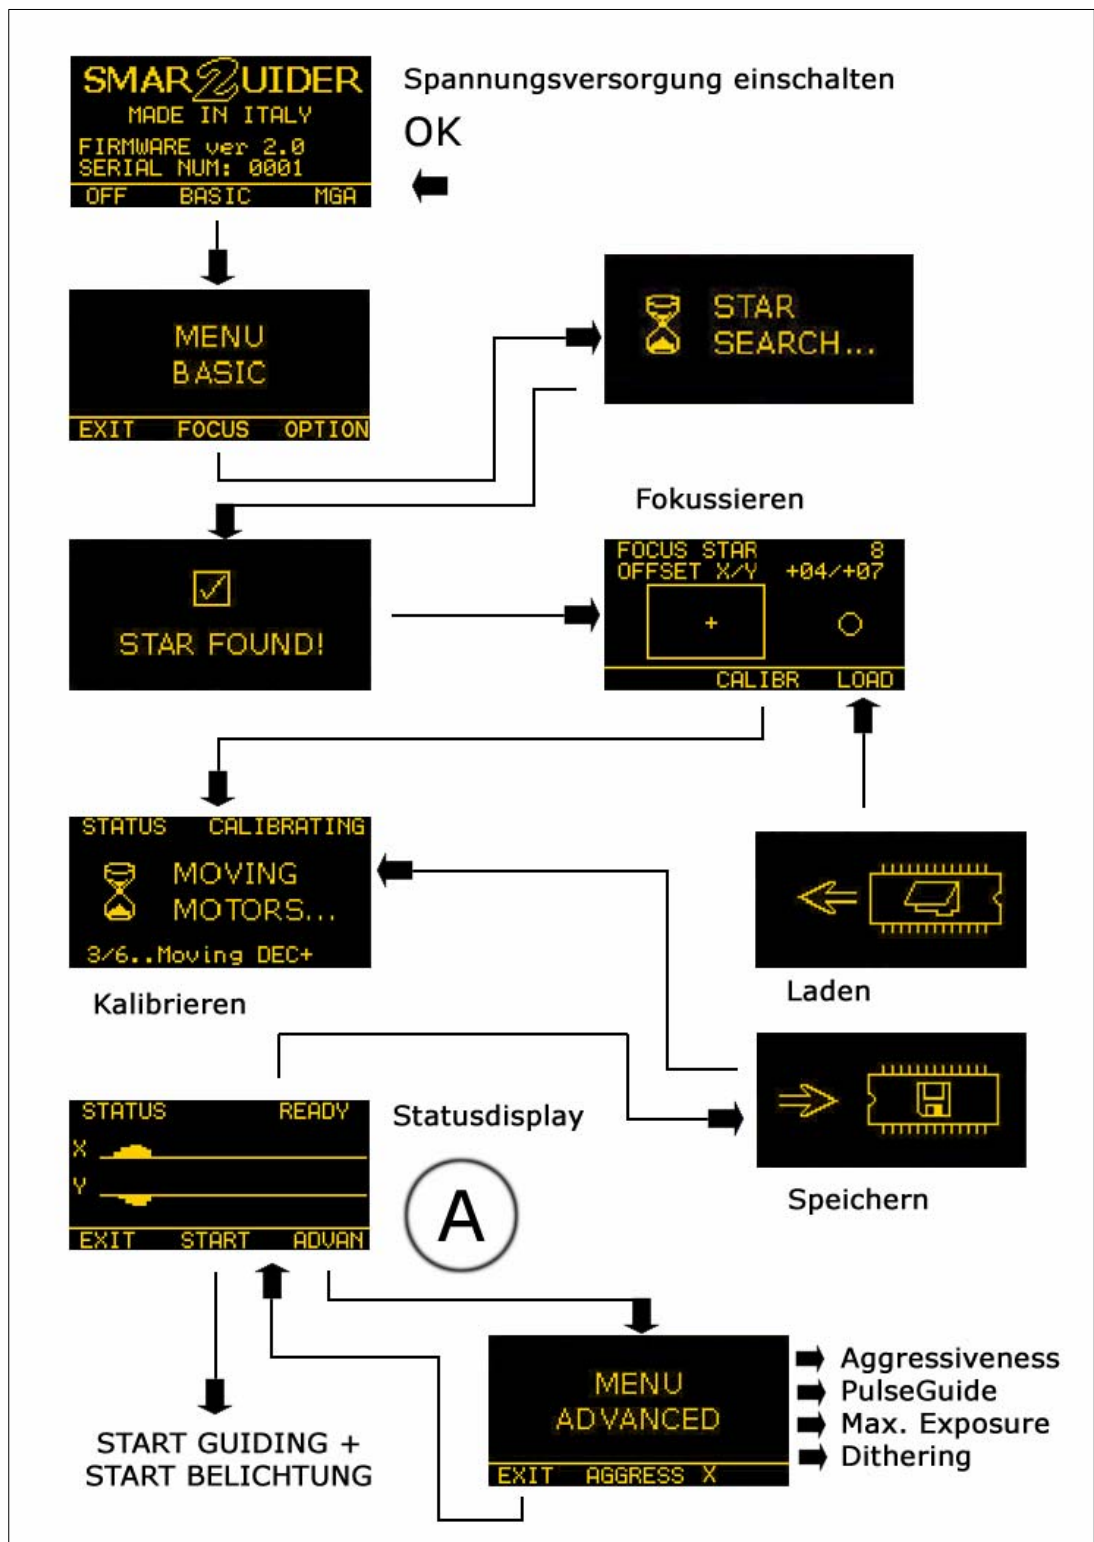 SMAR2UIDER
MADE IN ITALY
FIRMWARE ver 2.0
SERIAL NUM: 0001
OFF BASIC MGA
Spannungsversorgung einschalten
OK
MENU
BASIC
EXIT FOCUS OPTION
STAR
SEARCH...
STAR FOUND!
Fokussieren
FOCUS STAR 8
OFFSET X/Y +04/+07
CALIBR LOAD
STATUS CALIBRATING
MOVING
MOTORS...
3/6..Moving DEC+
Kalibrieren
Laden
STATUS READY
X
Y
EXIT START ADVAN
Statusdisplay
A
Speichern
MENU
ADVANCED
EXIT AGGRESS X
Aggressiveness
PulseGuide
Max. Exposure
Dithering
START GUIDING +
START BELICHTUNG